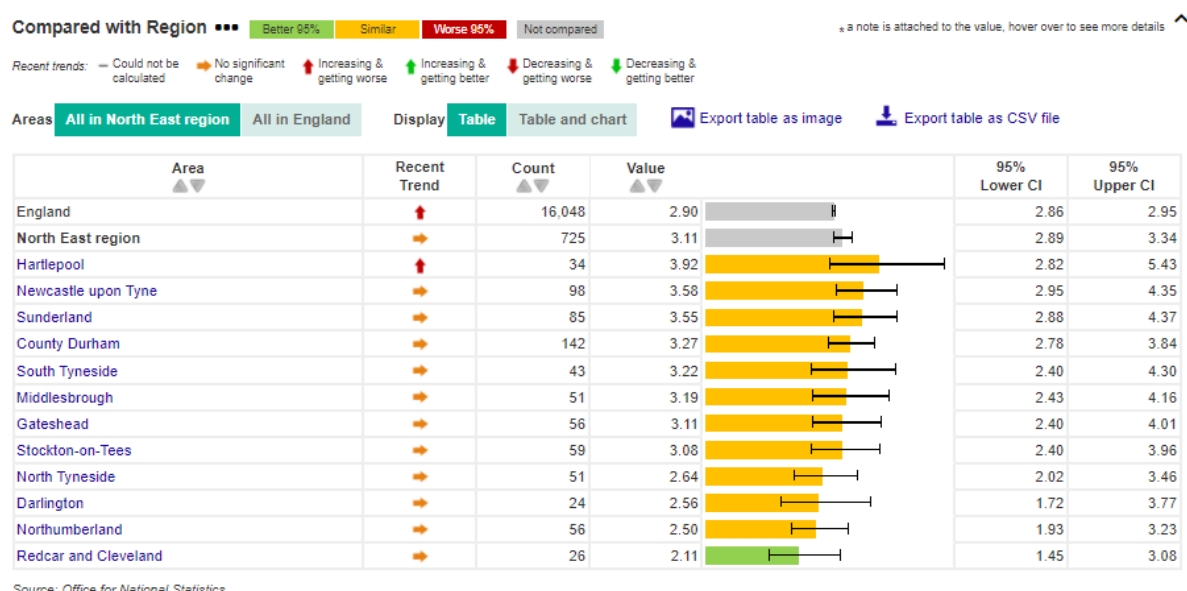 Compared with Region ••• Better 95% Similar Worse 95% Not compared
* a note is attached to the value, hover over to see more details
Recent trends: – Could not be calculated No significant change Increasing & getting worse Increasing & getting better Decreasing & getting worse Decreasing & getting better
Areas All in North East region All in England Display Table Table and chart Export table as image Export table as CSV file
Area Recent Trend Count Value 95% Lower CI 95% Upper CI
England 16,048 2.90 2.86 2.95
North East region 725 3.11 2.89 3.34
Hartlepool 34 3.92 2.82 5.43
Newcastle upon Tyne 98 3.58 2.95 4.35
Sunderland 85 3.55 2.88 4.37
County Durham 142 3.27 2.78 3.84
South Tyneside 43 3.22 2.40 4.30
Middlesbrough 51 3.19 2.43 4.16
Gateshead 56 3.11 2.40 4.01
Stockton-on-Tees 59 3.08 2.40 3.96
North Tyneside 51 2.64 2.02 3.46
Darlington 24 2.56 1.72 3.77
Northumberland 56 2.50 1.93 3.23
Redcar and Cleveland 26 2.11 1.45 3.08
Source: Office for National Statistics